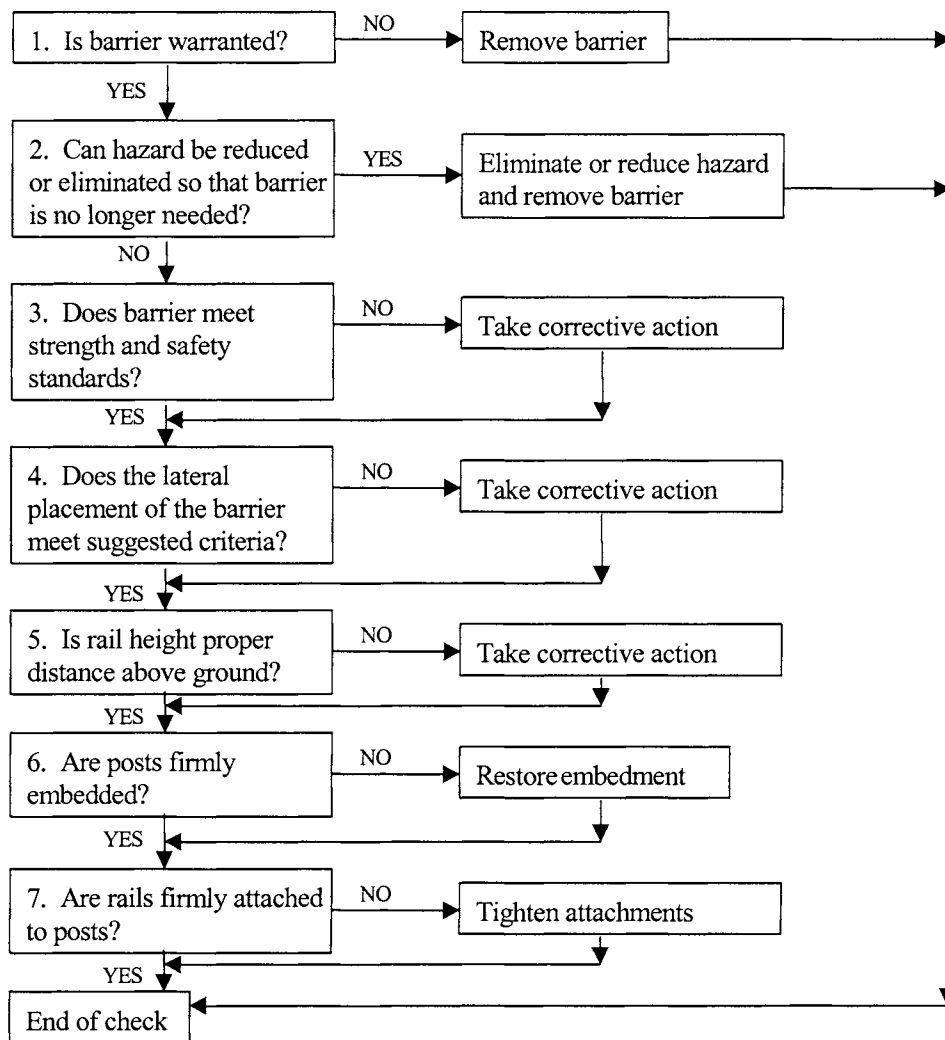 1. Is barrier warranted?
NO
Remove barrier
YES
2. Can hazard be reduced
or eliminated so that barrier
is no longer needed?
YES
Eliminate or reduce hazard
and remove barrier
NO
3. Does barrier meet
strength and safety
standards?
NO
Take corrective action
YES
4. Does the lateral
placement of the barrier
meet suggested criteria?
NO
Take corrective action
YES
5. Is rail height proper
distance above ground?
NO
Take corrective action
YES
6. Are posts firmly
embedded?
NO
Restore embedment
YES
7. Are rails firmly attached
to posts?
NO
Tighten attachments
YES
End of check